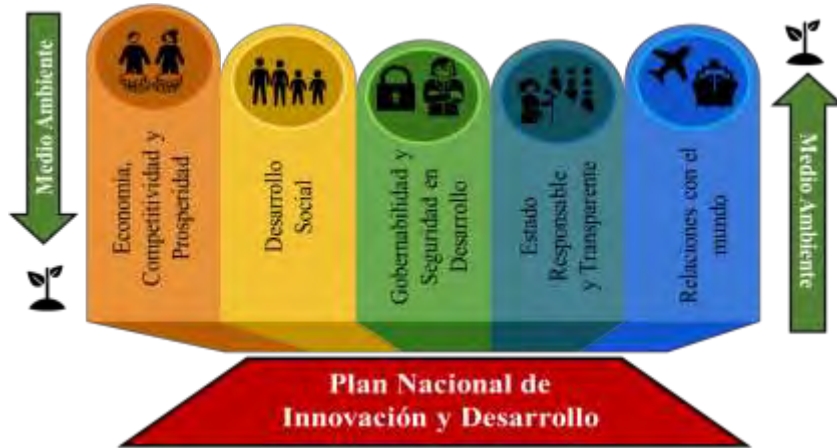 Medio Ambiente
Economía,
Competitividad y
Prosperidad
Desarrollo
Social
Gobernabilidad y
Seguridad en
Desarrollo
Estado
Responsable
y Transparente
Relaciones con el
mundo
Medio Ambiente
Plan Nacional de
Innovación y Desarrollo